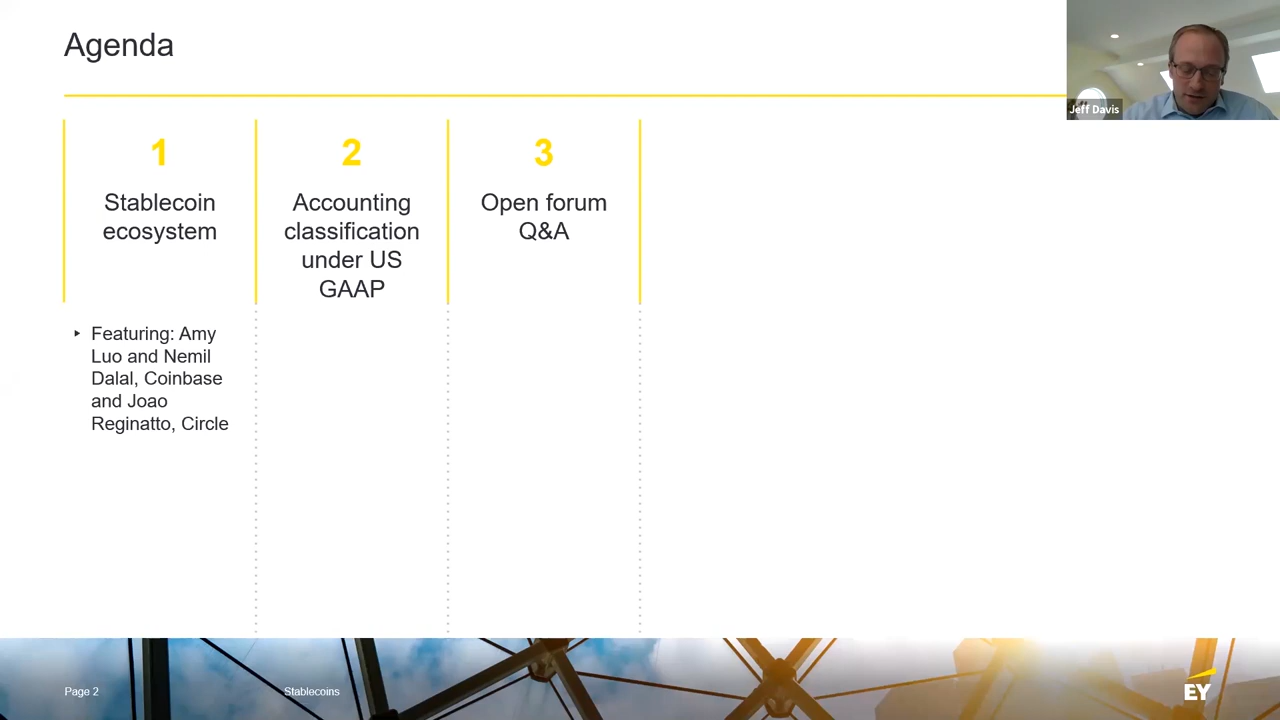 Agenda
Jeff Davis
1
Stablecoin
ecosystem
2
Accounting
classification
under US
GAAP
3
Open forum
Q&A
‣ Featuring: Amy
Luo and Nemil
Dalal, Coinbase
and Joao
Reginatto, Circle
Page 2
Stablecoins
EY